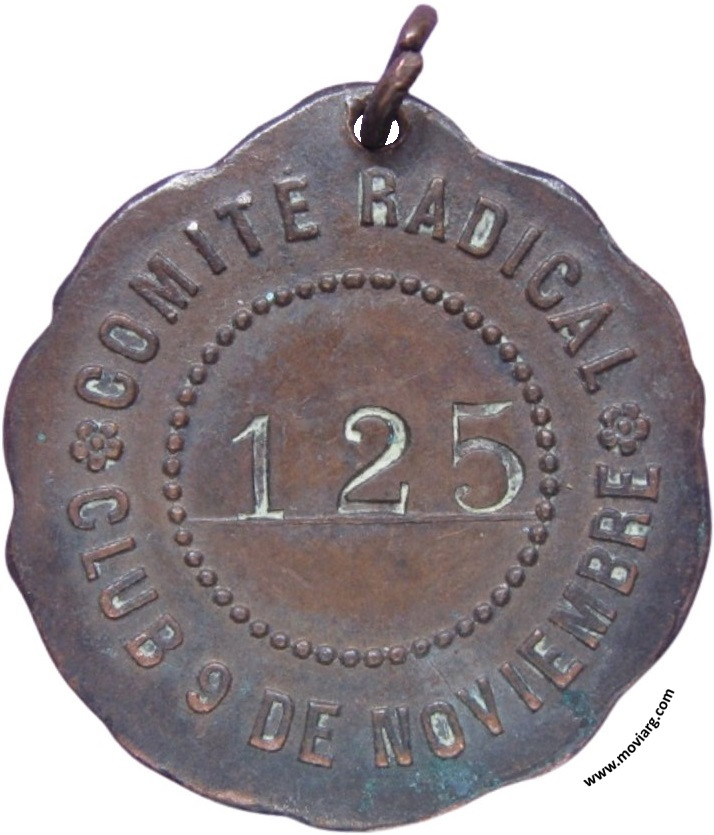 COMITÉ RADICAL
125
CLUB 9 DE NOVIEMBRE
www.moviarg.com